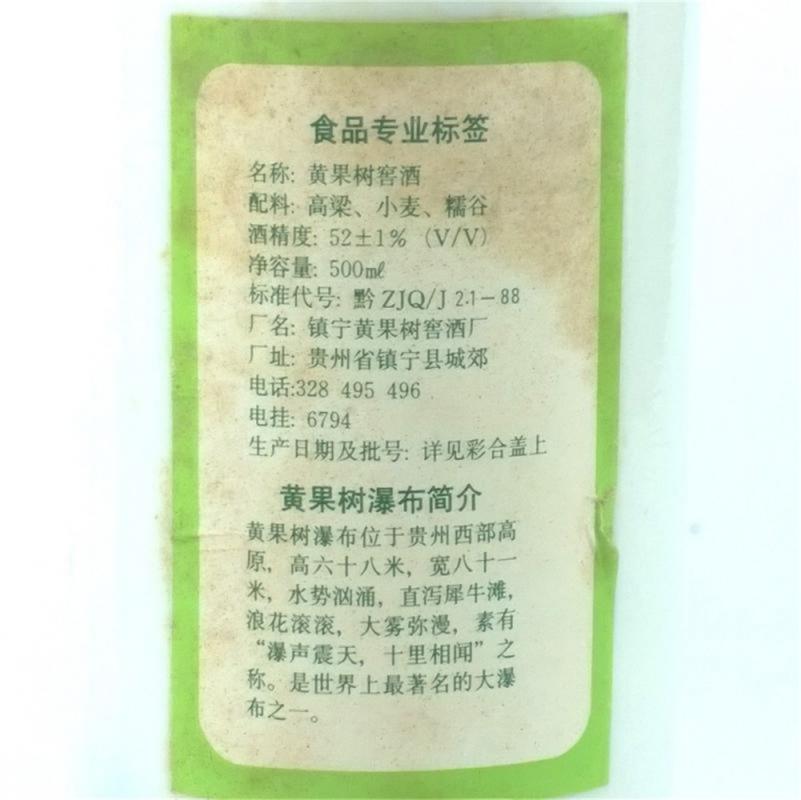 食品专业标签
名称: 黄果树窖酒
配料: 高梁、小麦、糯谷
酒精度: 52±1% (V/V)
净容量: 500㎖
标准代号: 黔 ZJQ/J 2.1-88
厂名: 镇宁黄果树窖酒厂
厂址: 贵州省镇宁县城郊
电话:328 495 496
电挂: 6794
生产日期及批号: 详见彩合盖上
黄果树瀑布简介
黄果树瀑布位于贵州西部高
原, 高六十八米, 宽八十一
米, 水势汹涌, 直泻犀牛滩,
浪花滚滚, 大雾弥漫, 素有
“瀑声震天, 十里相闻”之
称。是世界上最著名的大瀑
布之一。